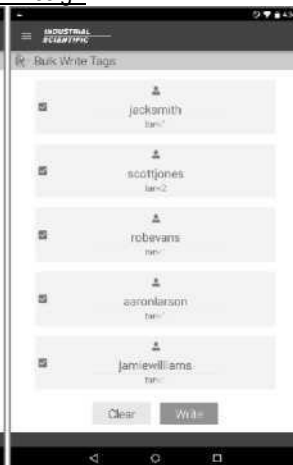 INDUSTRIAL
SCIENTIFIC
Bulk Write Tags
jacksmith
scottjones
robevans
aaronlarson
jamiewilliams
Clear
Write